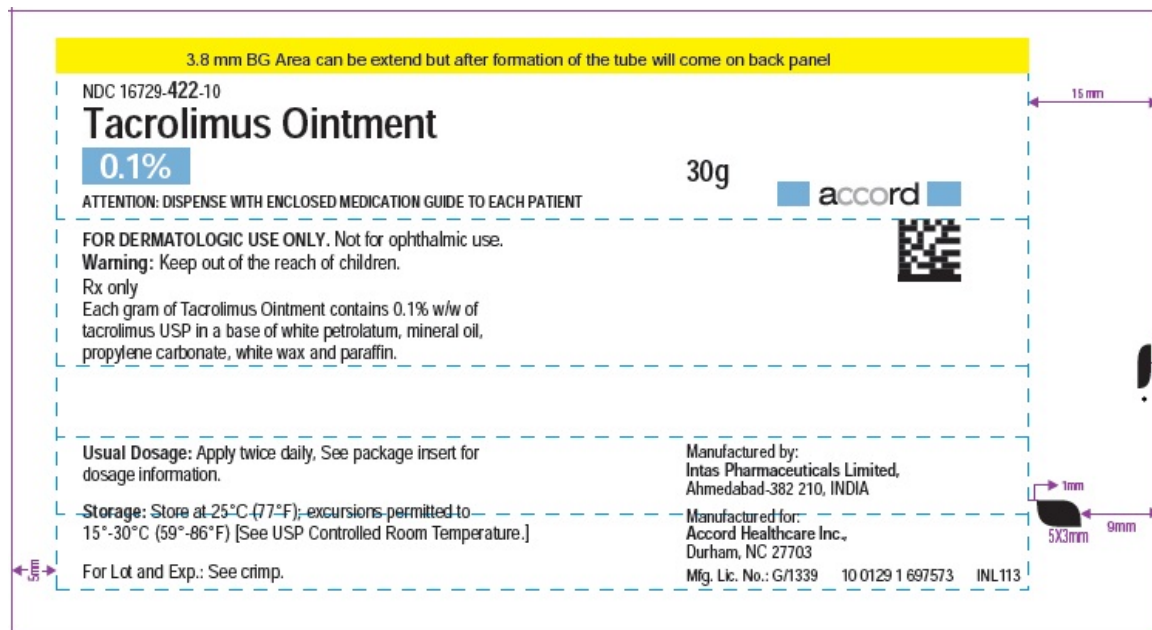 3.8 mm BG Area can be extend but after formation of the tube will come on back panel
15 mm
NDC 16729-422-10
Tacrolimus Ointment
0.1%
30g
accord
ATTENTION: DISPENSE WITH ENCLOSED MEDICATION GUIDE TO EACH PATIENT
FOR DERMATOLOGIC USE ONLY. Not for ophthalmic use.
Warning: Keep out of the reach of children.
Rx only
Each gram of Tacrolimus Ointment contains 0.1% w/w of
tacrolimus USP in a base of white petrolatum, mineral oil,
propylene carbonate, white wax and paraffin.
Usual Dosage: Apply twice daily, See package insert for
dosage information.
Storage: Store at 25°C (77°F); excursions permitted to
15°-30°C (59°-86°F) [See USP Controlled Room Temperature.]
For Lot and Exp.: See crimp.
Manufactured by:
Intas Pharmaceuticals Limited,
Ahmedabad-382 210, INDIA
Manufactured for:
Accord Healthcare Inc.,
Durham, NC 27703
Mfg. Lic. No.: G/1339 10 0129 1 697573 INL113
1mm
5X3mm
9mm
5mm